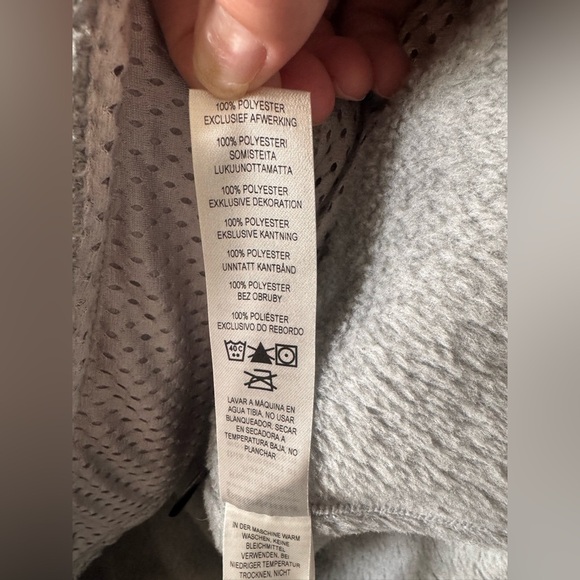 100% POLYESTER
EXCLUSIEF AFWERKING
100% POLYESTERI
SOMISTEITA
LUKUUNOTTAMATTA
100% POLYESTER
EXKLUSIVE DEKORATION
100% POLYESTER
EKSLUSIVE KANTNING
100% POLYESTER
UNNTATT KANTBÅND
100% POLYESTER
BEZ OBRUBY
100% POLIÉSTER
EXCLUSIVO DO REBORDO
40 C
LAVAR A MÁQUINA EN
AGUA TIBIA, NO USAR
BLANQUEADOR, SECAR
EN SECADORA A
TEMPERATURA BAJA, NO
PLANCHAR
IN DER MASCHINE WARM
WASCHEN, KEINE
BLEICHMITTEL
VERWENDEN, BEI
NIEDRIGER TEMPERATUR
TROCKNEN, NICHT